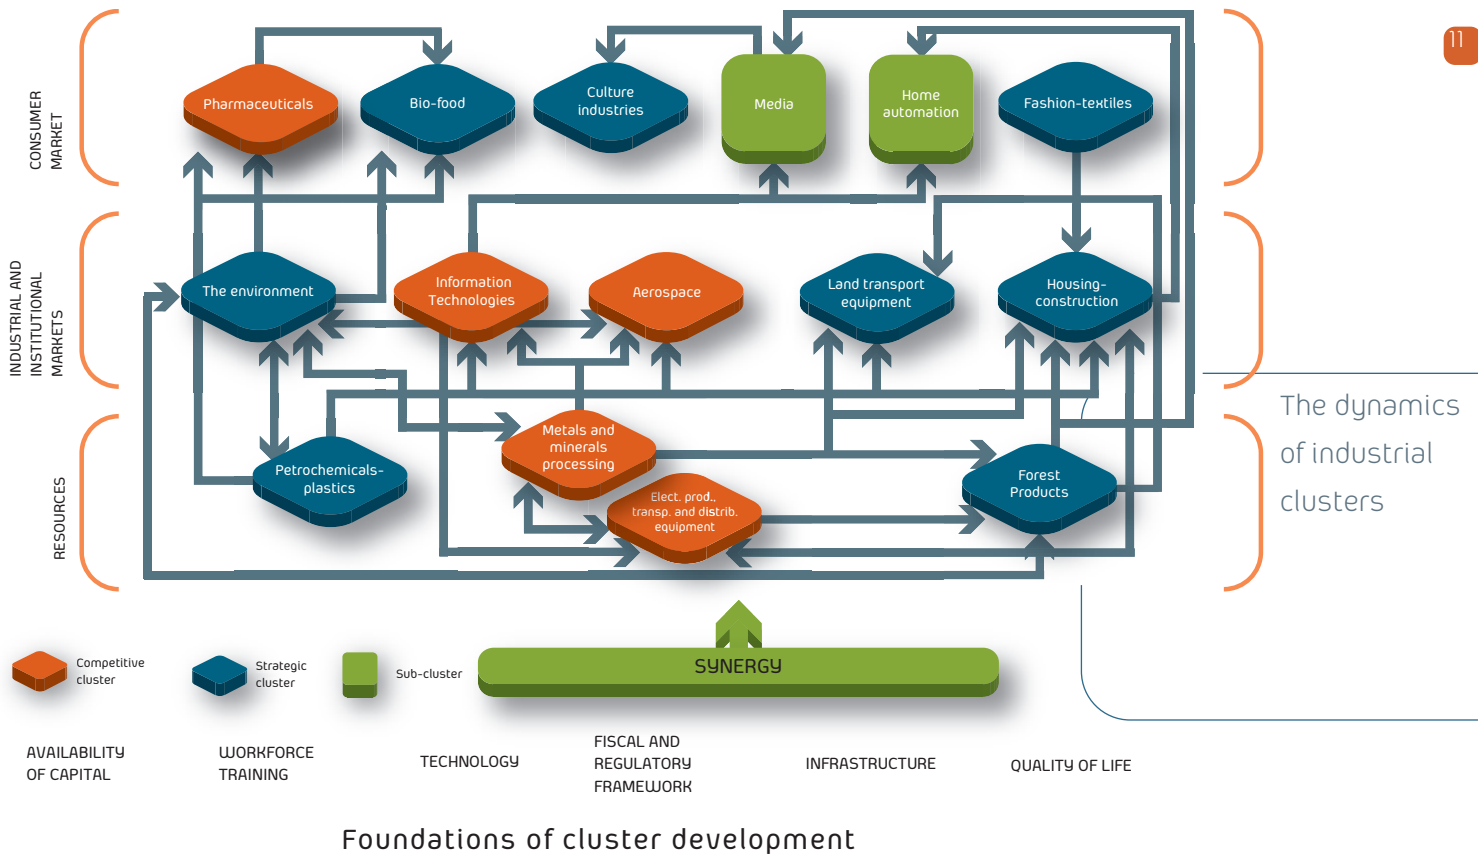 11
CONSUMER
MARKET
Pharmaceuticals
Bio-food
Culture
industries
Media
Home
automation
Fashion-textiles
INDUSTRIAL AND
INSTITUTIONAL
MARKETS
The environment
Information
Technologies
Aerospace
Land transport
equipment
Housing-
construction
RESOURCES
Petrochemicals-
plastics
Metals and
minerals
processing
Elect. prod.,
transp. and distrib.
equipment
Forest
Products
The dynamics
of industrial
clusters
Competitive
cluster
Strategic
cluster
Sub-cluster
SYNERGY
AVAILABILITY
OF CAPITAL
WORKFORCE
TRAINING
TECHNOLOGY
FISCAL AND
REGULATORY
FRAMEWORK
INFRASTRUCTURE
QUALITY OF LIFE
Foundations of cluster development